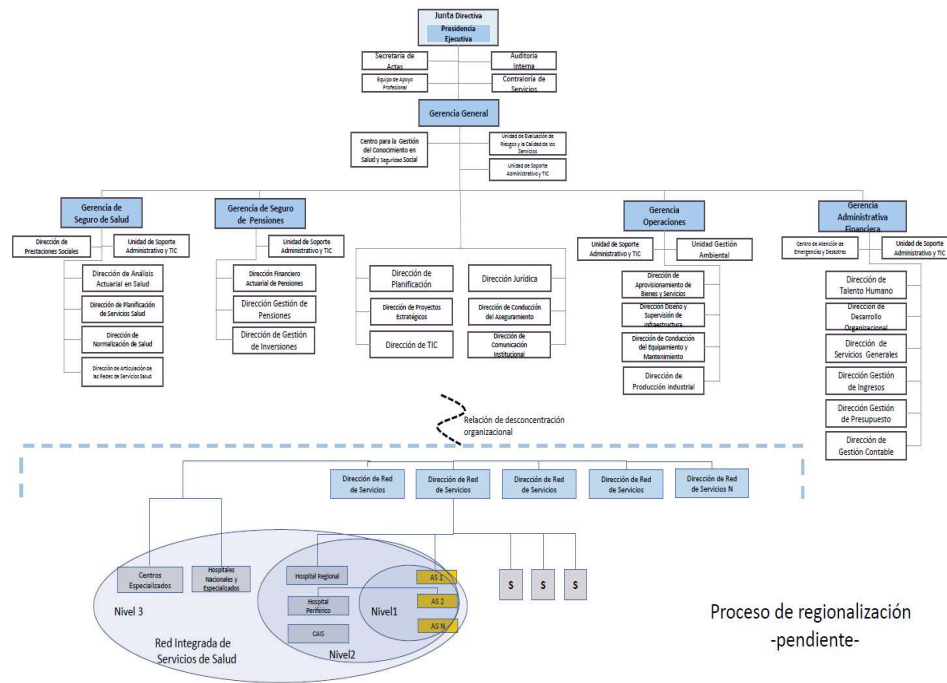 Junta Directiva
Presidencia
Ejecutiva
Secretaria de
Actas
Auditoría
Interna
Equipo de Apoyo
Profesional
Contraloría de
Servicios
Gerencia General
Centro para la Gestión
del Conocimiento en
Salud y Seguridad Social
Unidad de Evaluación de
Riesgos y la Calidad de los
Servicios
Unidad de Soporte
Administrativo y TIC
Gerencia de
Seguro de Salud
Dirección de
Prestaciones Sociales
Unidad de Soporte
Administrativo y TIC
Dirección de Análisis
Actuarial en Salud
Dirección de Planificación
de Servicios Salud
Dirección de
Normalización de Salud
Dirección de Articulación de
las Redes de Servicios Salud
Gerencia de Seguro
de Pensiones
Unidad de Soporte
Administrativo y TIC
Dirección Financiero
Actuarial de Pensiones
Dirección Gestión de
Pensiones
Dirección de Gestión
de Inversiones
Dirección de
Planificación
Dirección Jurídica
Dirección de Proyectos
Estratégicos
Dirección de Conducción
del Aseguramiento
Dirección de TIC
Dirección de
Comunicación
Institucional
Gerencia
Operaciones
Unidad de Soporte
Administrativo y TIC
Unidad Gestión
Ambiental
Dirección de
Aprovisionamiento de
Bienes y Servicios
Dirección Diseño y
Supervisión de
Infraestructura
Dirección de Conducción
del Equipamiento y
Mantenimiento
Dirección de
Producción industrial
Gerencia
Administrativa
Financiera
Centro de Atención de
Emergencias y Desastres
Unidad de Soporte
Administrativo y TIC
Dirección de
Talento Humano
Dirección de
Desarrollo
Organizacional
Dirección de
Servicios Generales
Dirección Gestión
de Ingresos
Dirección Gestión
de Presupuesto
Dirección de
Gestión Contable
Relación de desconcentración
organizacional
Dirección de Red
de Servicios
Dirección de Red
de Servicios
Dirección de Red
de Servicios
Dirección de Red
de Servicios
Dirección de Red
de Servicios N
Centros
Especializados
Hospitales
Nacionales y
Especializados
Hospital Regional
Hospital
Periférico
CAIS
AS 1
AS 2
AS N
S
S
S
Nivel 3
Nivel1
Nivel2
Red Integrada de
Servicios de Salud
Proceso de regionalización
-pendiente-